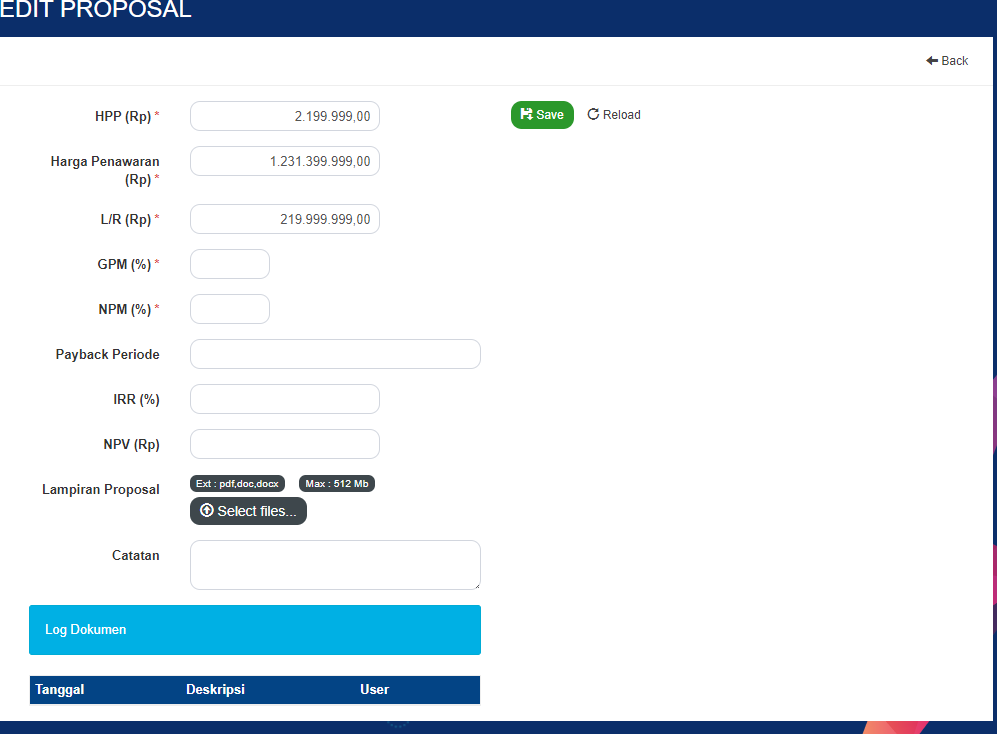 EDIT PROPOSAL
Back
HPP (Rp) *
2.199.999,00
Save
Reload
Harga Penawaran
(Rp) *
1.231.399.999,00
L/R (Rp) *
219.999.999,00
GPM (%) *
NPM (%) *
Payback Periode
IRR (%)
NPV (Rp)
Lampiran Proposal
Ext : pdf,doc,docx
Max : 512 Mb
Select files...
Catatan
Log Dokumen
Tanggal Deskripsi User